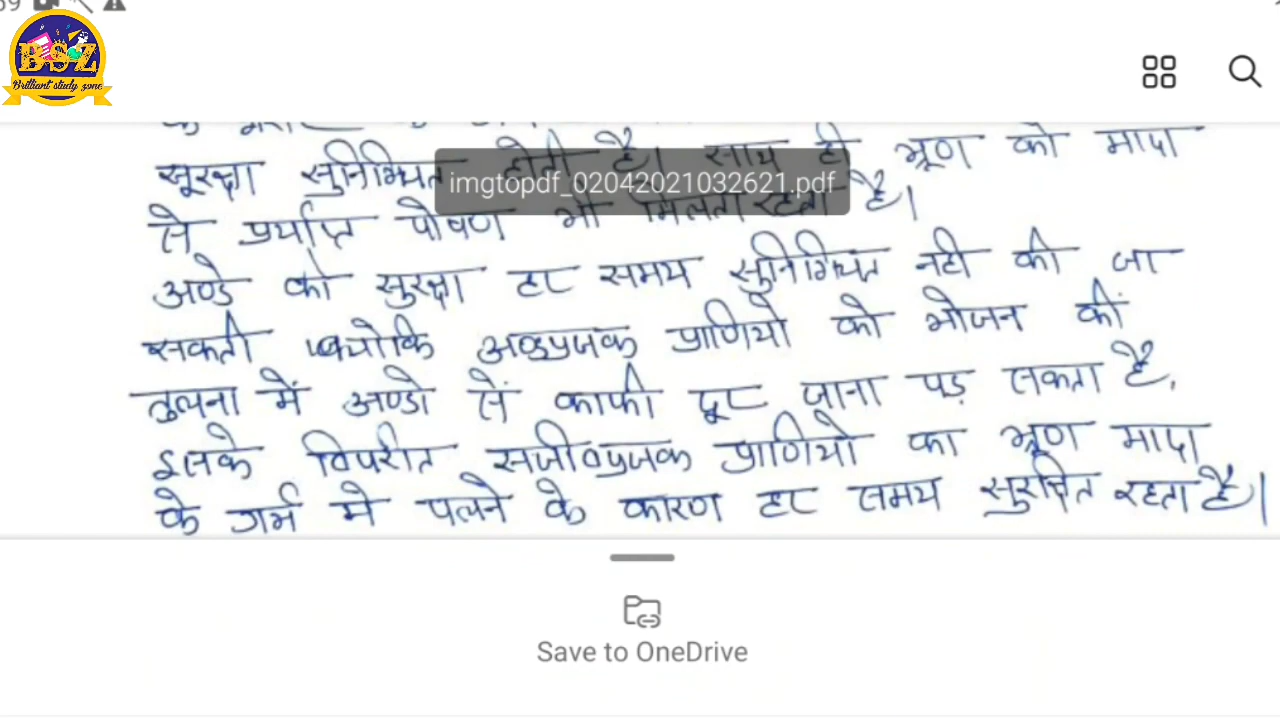 59
BSZ
Brilliant study zone
सूरक्षा सुनिश्चित होती है। साथ ही भ्रूण को मादा
imgtopdf_02042021032621.pdf
से प्रर्याप्त पोषण भी मिलता रहता है।
अण्डे को सुरक्षा हर समय सुनिश्चित नही की जा
सकती क्योकि अण्डप्रजक प्राणियो को भोजन कीं
तुलना में अण्डो सें काफी दूर जाना पड़ सकता है,
इसके विपरीत सजीवप्रजक प्राणियो का भ्रूण मादा
के गर्भ मे पलने के कारण हर समय सुरक्षित रहता है।
Save to OneDrive